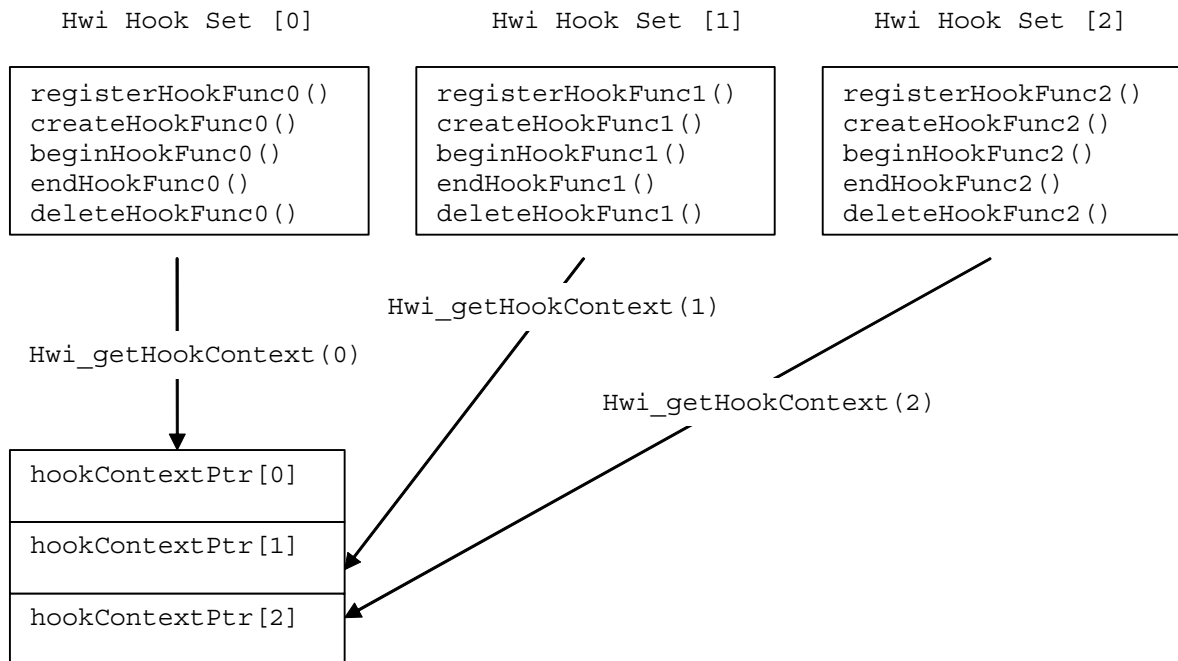 Hwi Hook Set [0]
Hwi Hook Set [1]
Hwi Hook Set [2]
registerHookFunc0()
createHookFunc0()
beginHookFunc0()
endHookFunc0()
deleteHookFunc0()
registerHookFunc1()
createHookFunc1()
beginHookFunc1()
endHookFunc1()
deleteHookFunc1()
registerHookFunc2()
createHookFunc2()
beginHookFunc2()
endHookFunc2()
deleteHookFunc2()
Hwi_getHookContext(0)
Hwi_getHookContext(1)
Hwi_getHookContext(2)
hookContextPtr[0]
hookContextPtr[1]
hookContextPtr[2]